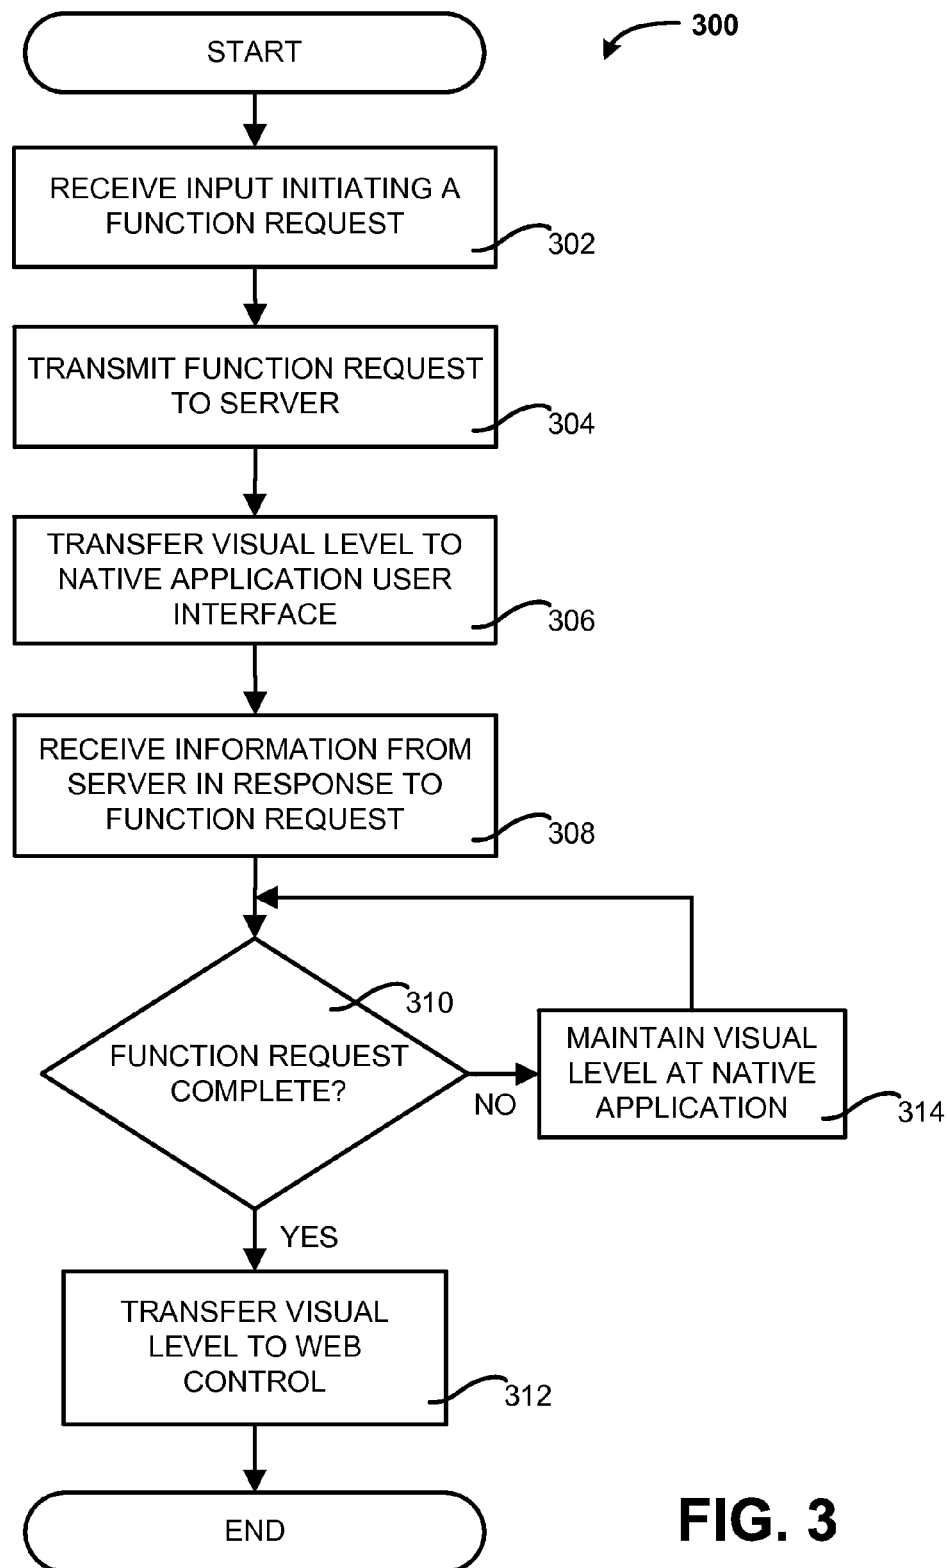 START
300
RECEIVE INPUT INITIATING A
FUNCTION REQUEST
302
TRANSMIT FUNCTION REQUEST
TO SERVER
304
TRANSFER VISUAL LEVEL TO
NATIVE APPLICATION USER
INTERFACE
306
RECEIVE INFORMATION FROM
SERVER IN RESPONSE TO
FUNCTION REQUEST
308
310
FUNCTION REQUEST
COMPLETE?
NO
MAINTAIN VISUAL
LEVEL AT NATIVE
APPLICATION
314
YES
TRANSFER VISUAL
LEVEL TO WEB
CONTROL
312
END
FIG. 3